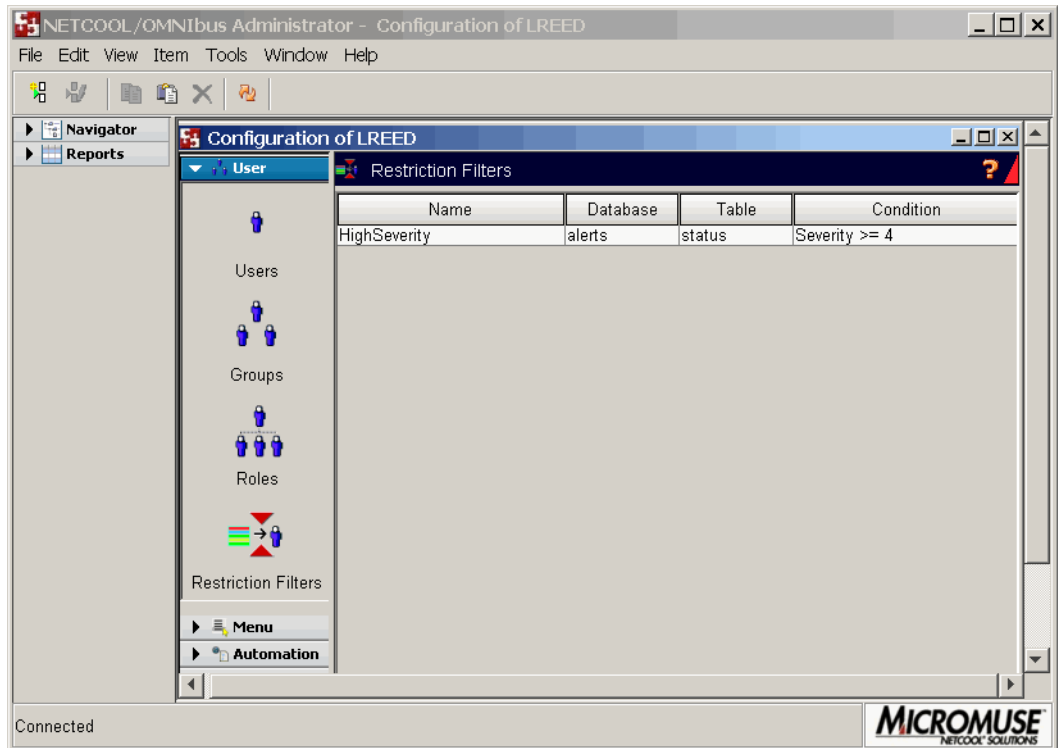 NETCOOL/OMNIbus Administrator - Configuration of LREED
File Edit View Item Tools Window Help
Navigator
Reports
Configuration of LREED
User
Restriction Filters
Name Database Table Condition
HighSeverity alerts status Severity >= 4
Users
Groups
Roles
Restriction Filters
Menu
Automation
Connected
MICROMUSE
NETCOOL® SOLUTIONS